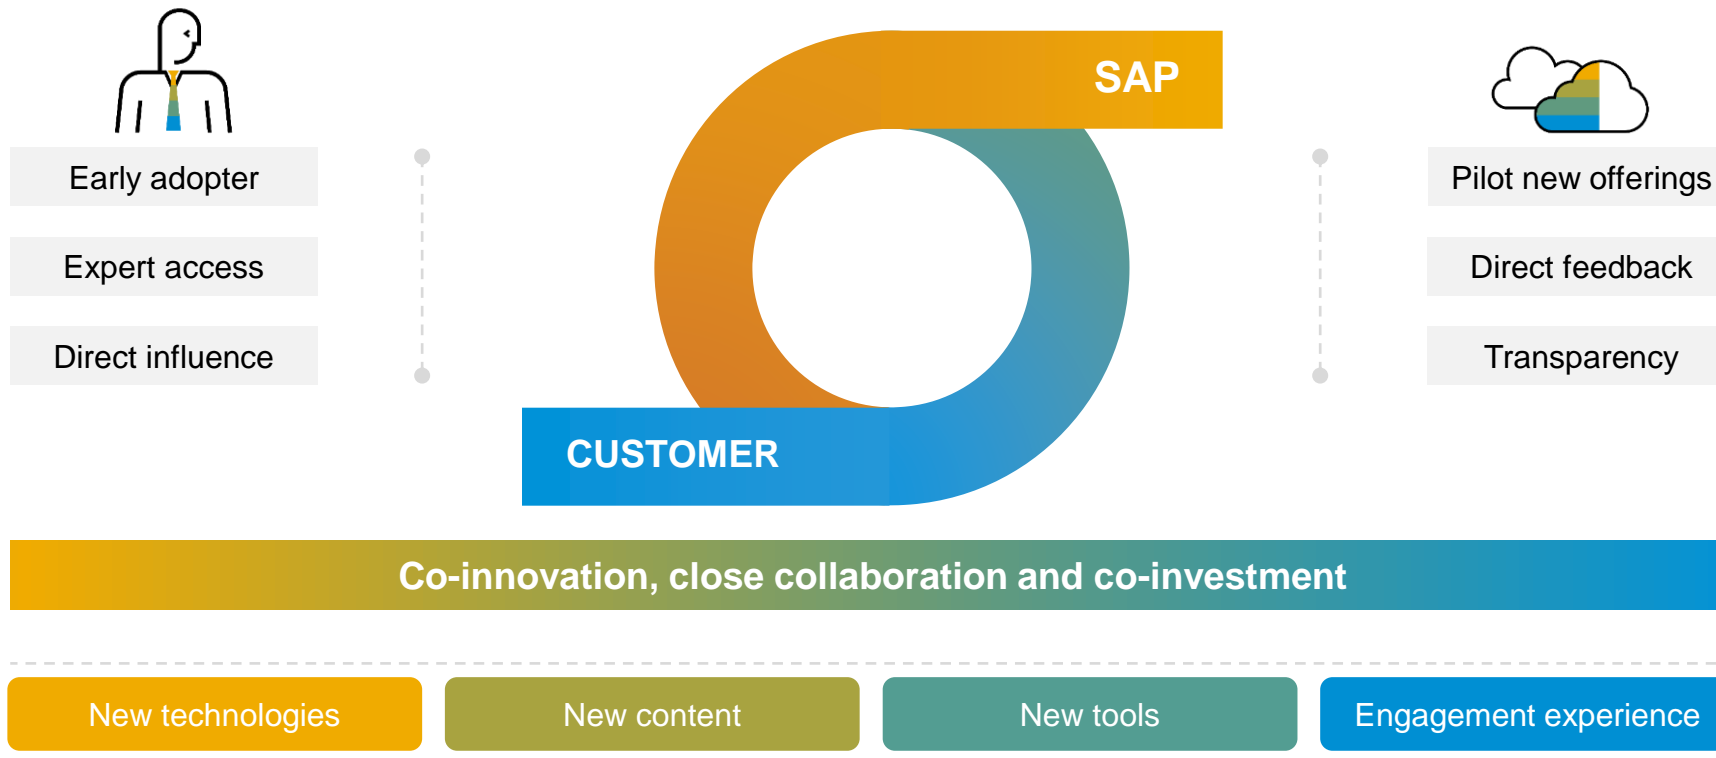 SAP
Early adopter
Expert access
Direct influence
Pilot new offerings
Direct feedback
Transparency
CUSTOMER
Co-innovation, close collaboration and co-investment
New technologies
New content
New tools
Engagement experience